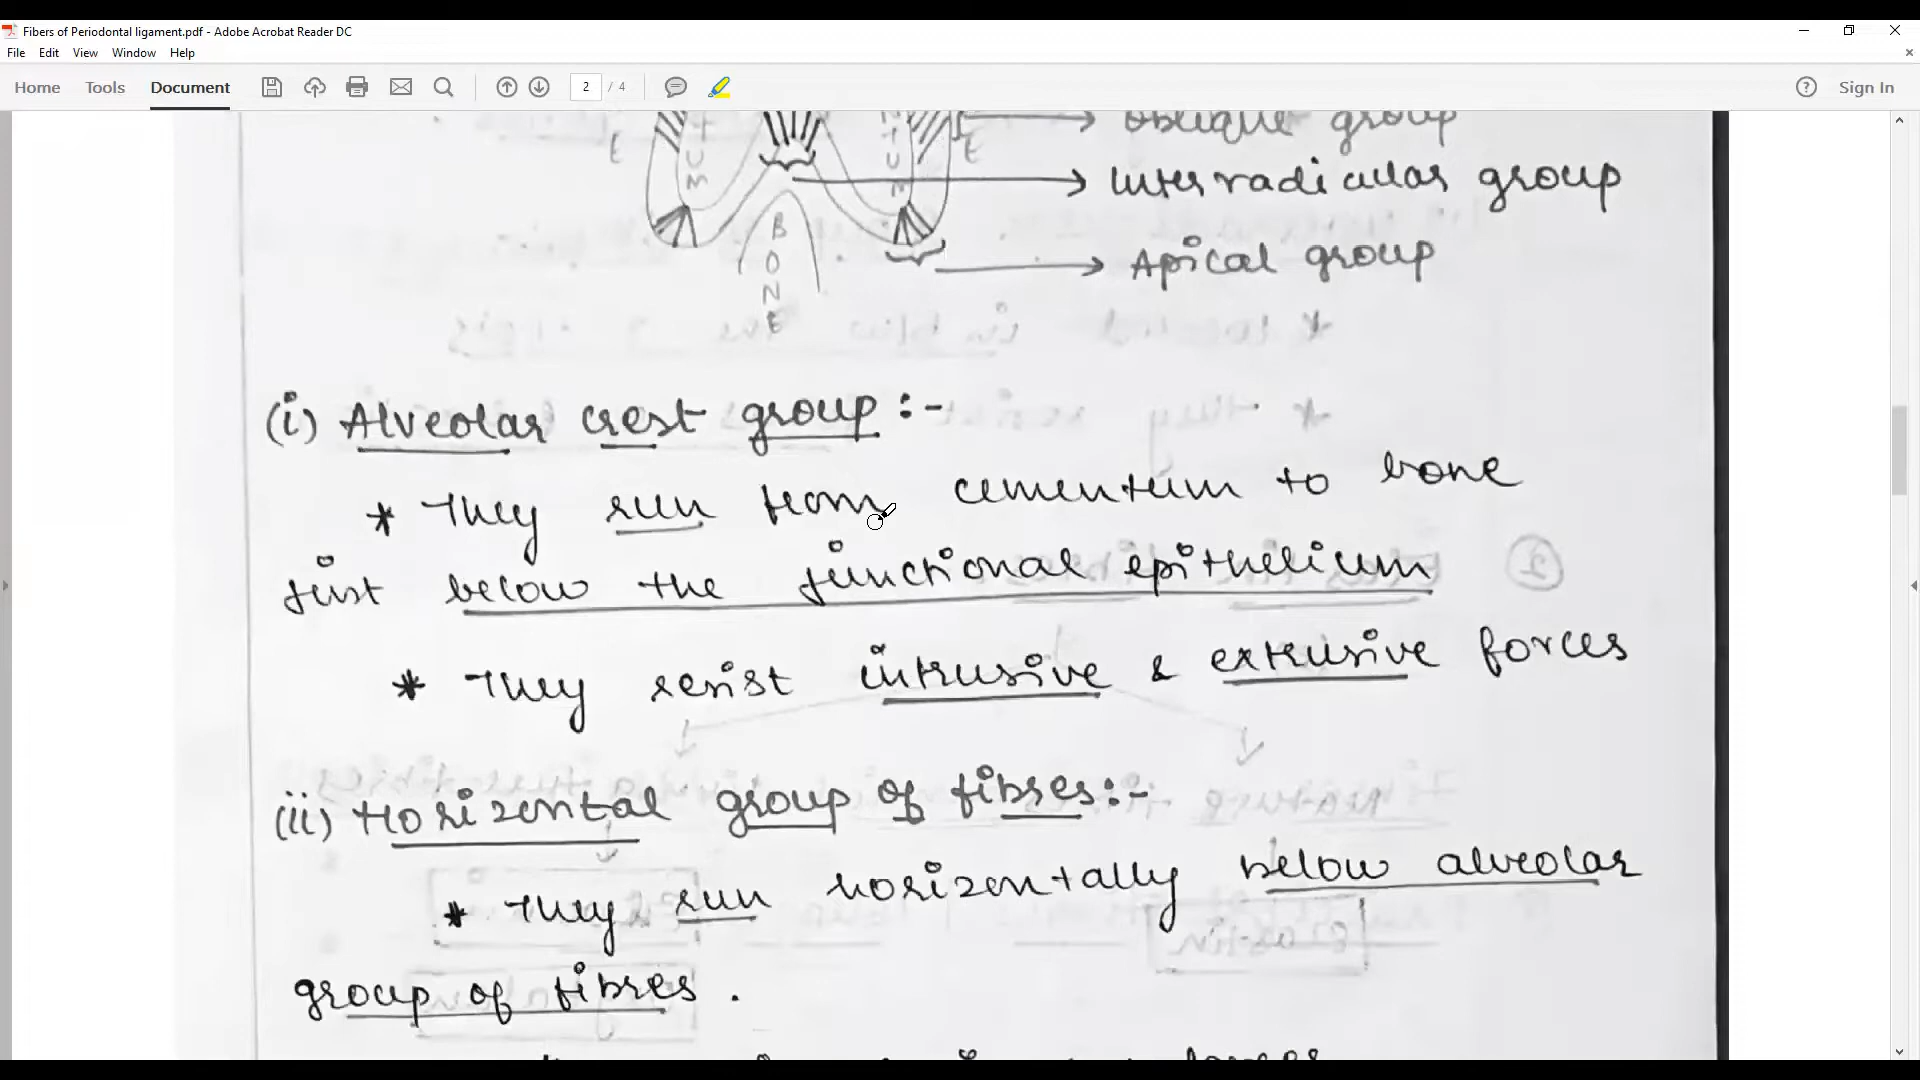 Fibers of Periodontal ligament.pdf - Adobe Acrobat Reader DC
File Edit View Window Help
Home Tools Document 2 / 4 Sign In
oblique group
E T U M N T U M E
Interradicular group
BONE
Apical group
(i) Alveolar crest group :-
* They run from cementum to bone
just below the junctional epithelium
* They resist intrusive & extrusive forces
(ii) Horizontal group of fibres:-
* They run horizontally below alveolar
group of fibres.
forces